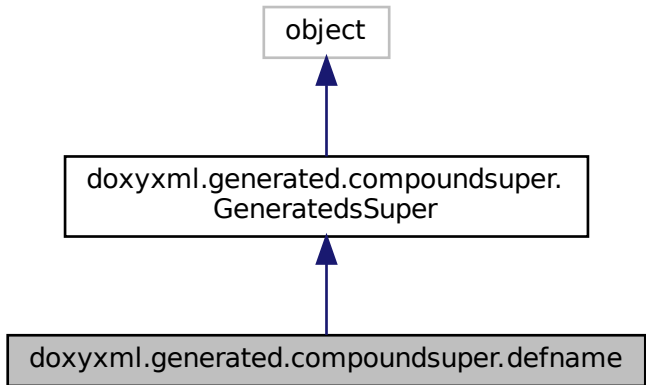 object
doxyxml.generated.compoundsuper.
GeneratedsSuper
doxyxml.generated.compoundsuper.defname